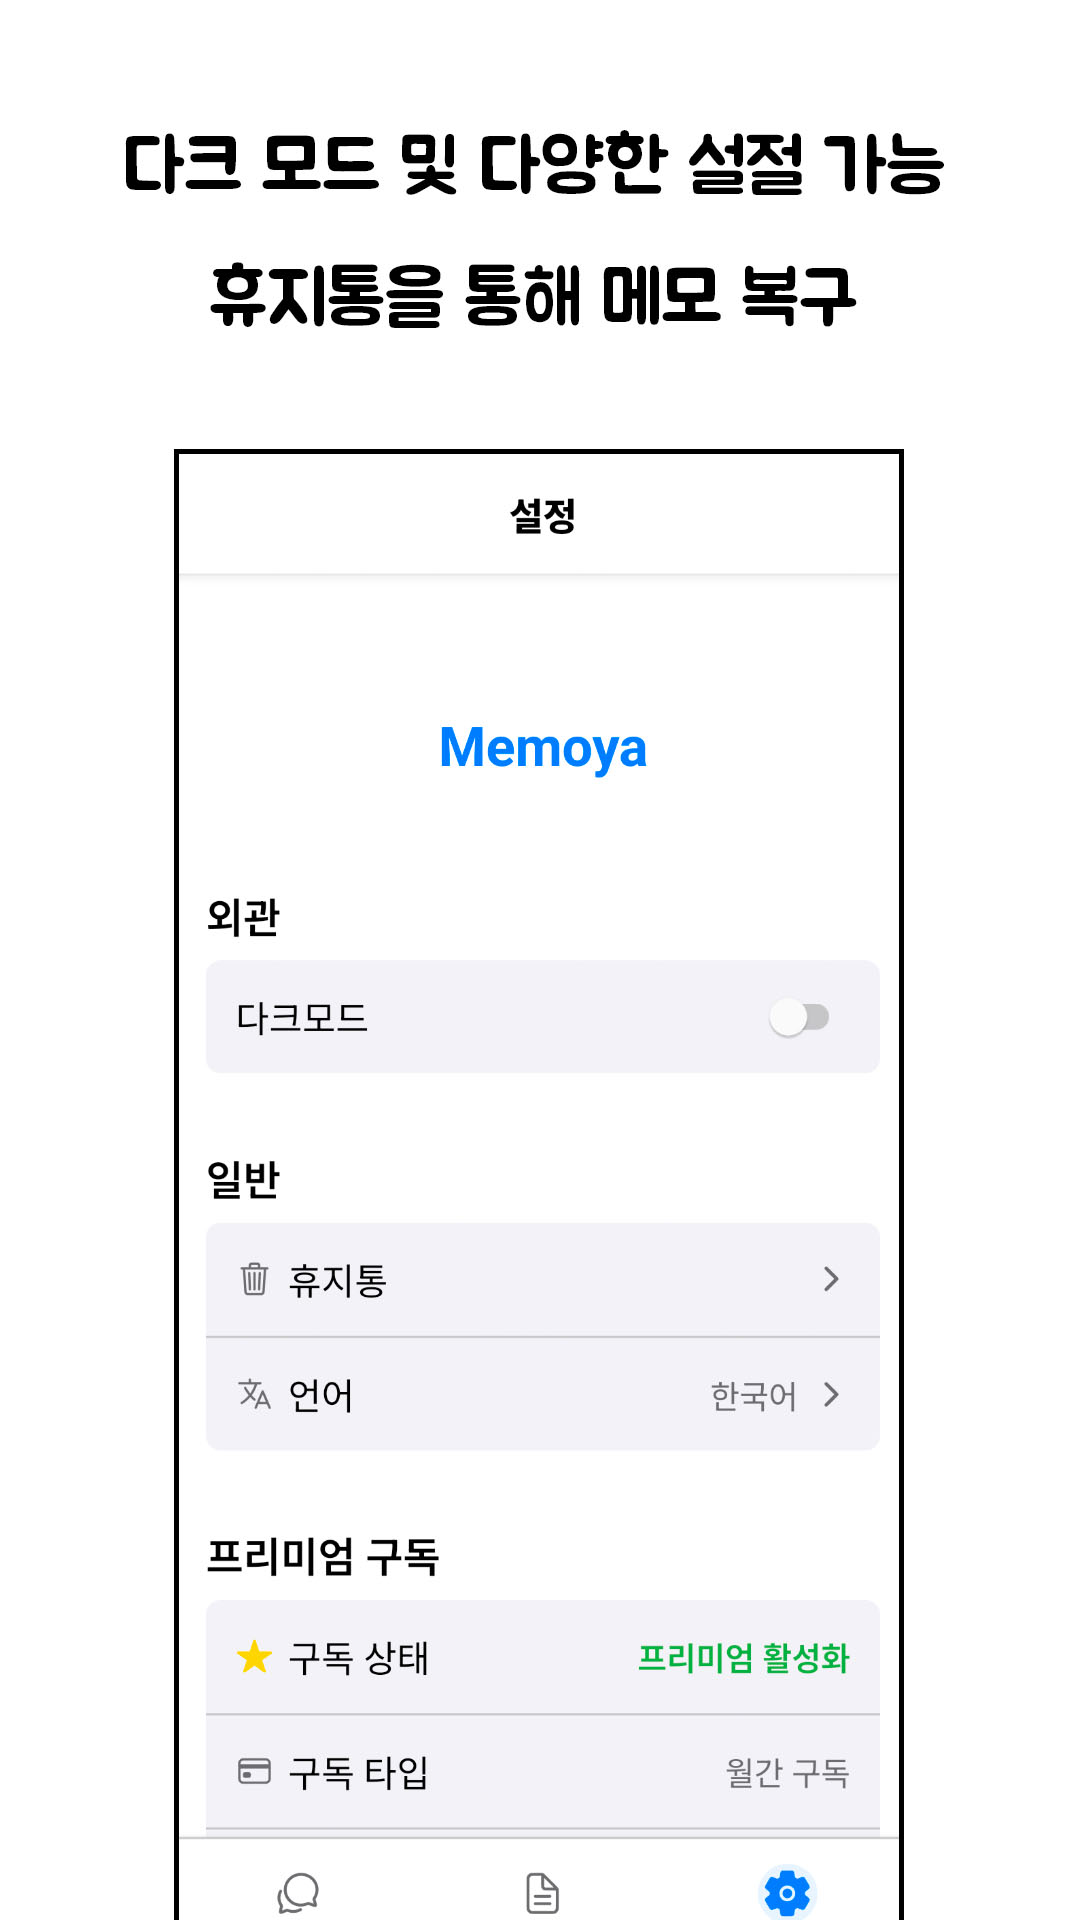 다크 모드 및 다양한 설절 가능
휴지통을 통해 메모 복구
설정
Memoya
외관
다크모드
일반
휴지통
언어 한국어
프리미엄 구독
구독 상태 프리미엄 활성화
구독 타입 월간 구독